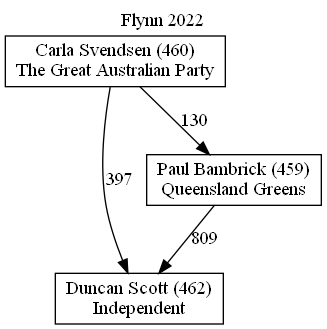 Flynn 2022
Carla Svendsen (460)
The Great Australian Party
130
Paul Bambrick (459)
Queensland Greens
397
809
Duncan Scott (462)
Independent